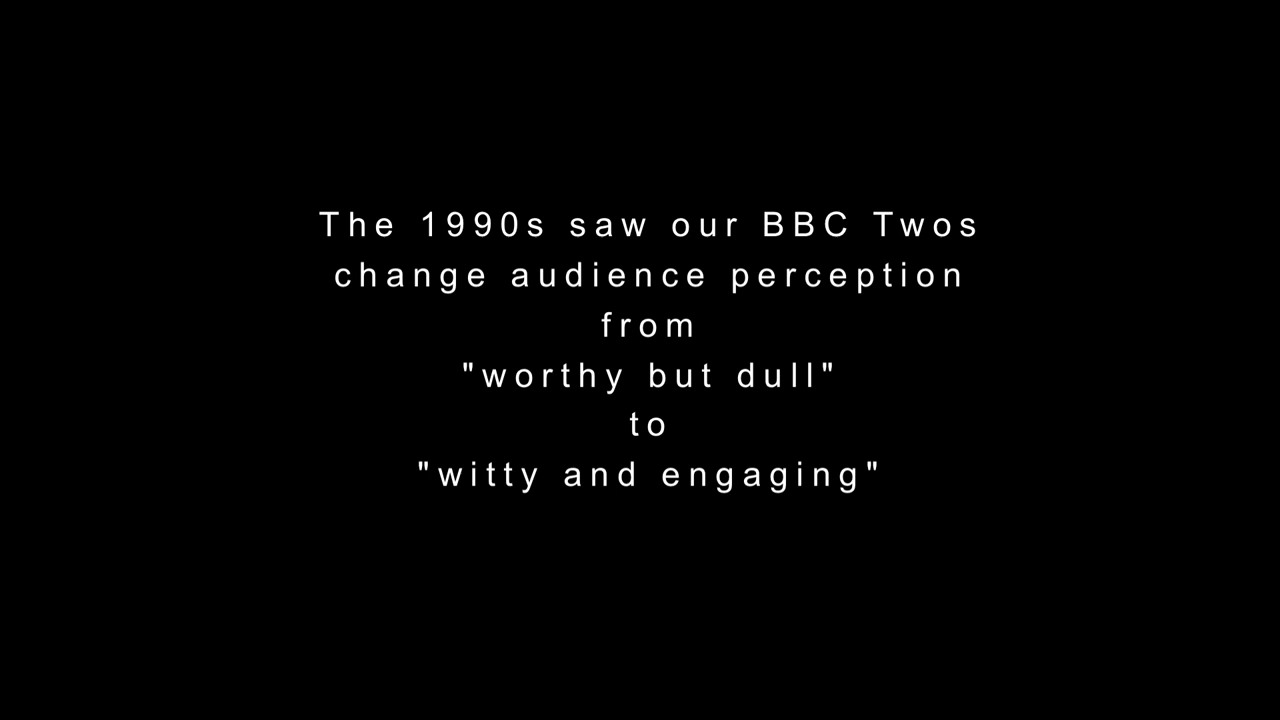 The 1990s saw our BBC Twos
change audience perception
from
"worthy but dull"
to
"witty and engaging"